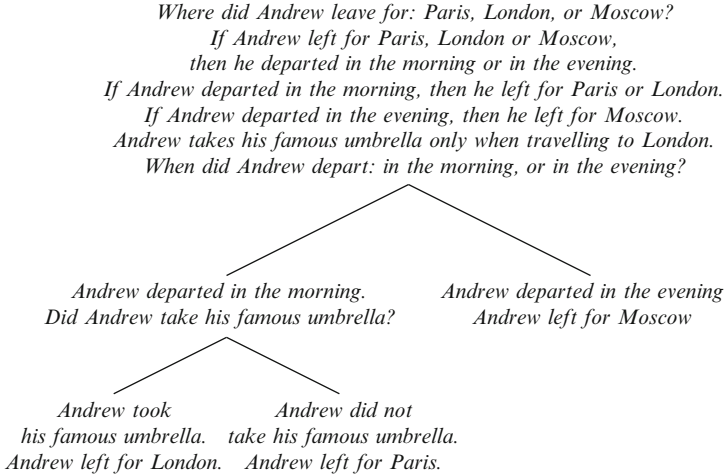 Where did Andrew leave for: Paris, London, or Moscow?
If Andrew left for Paris, London or Moscow,
then he departed in the morning or in the evening.
If Andrew departed in the morning, then he left for Paris or London.
If Andrew departed in the evening, then he left for Moscow.
Andrew takes his famous umbrella only when travelling to London.
When did Andrew depart: in the morning, or in the evening?
Andrew departed in the morning.
Did Andrew take his famous umbrella?
Andrew departed in the evening
Andrew left for Moscow
Andrew took
his famous umbrella.
Andrew left for London.
Andrew did not
take his famous umbrella.
Andrew left for Paris.